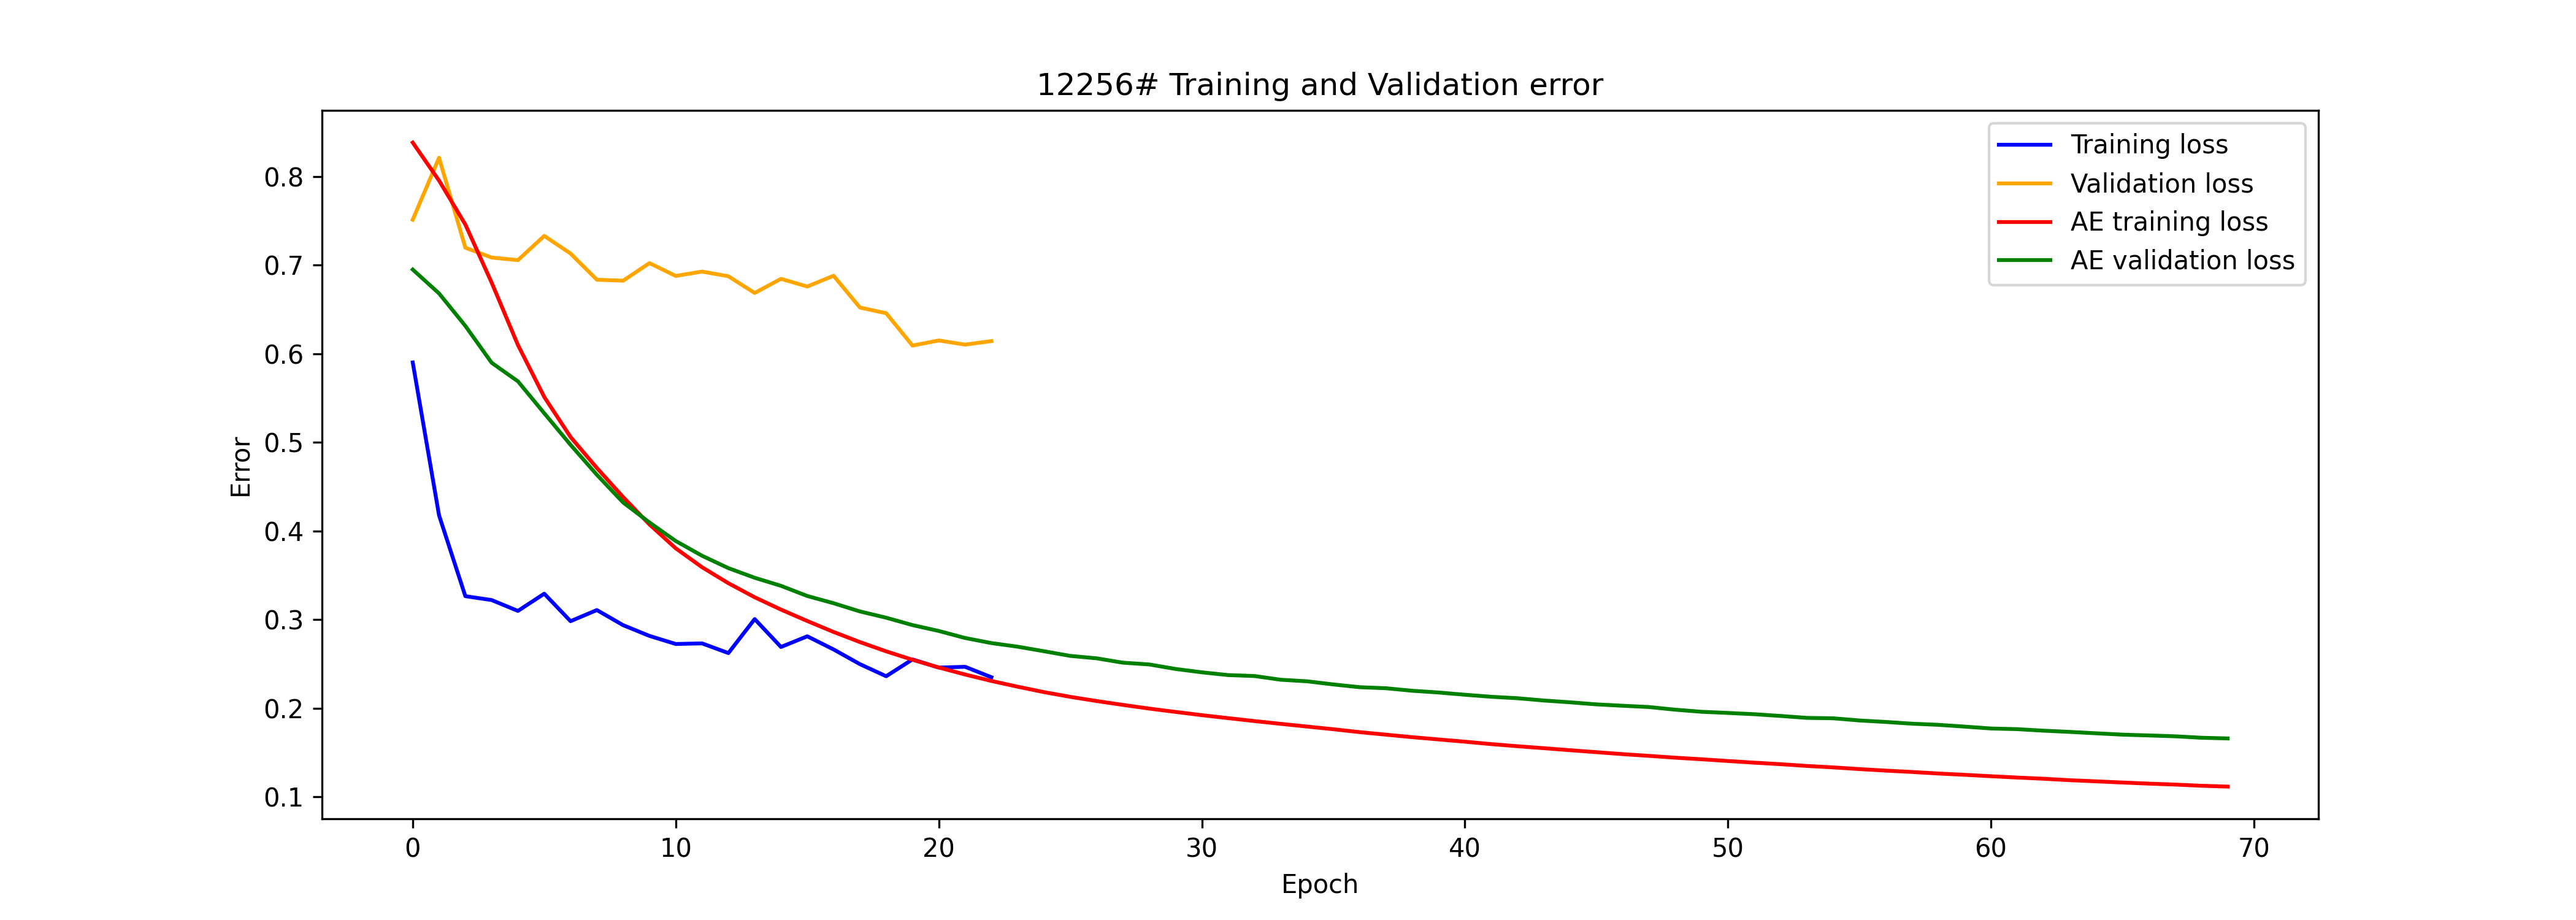 12256# Training and Validation error
Training loss
Validation loss
AE training loss
AE validation loss
0.8
0.7
0.6
0.5
0.4
0.3
0.2
0.1
Error
0 10 20 30 40 50 60 70
Epoch